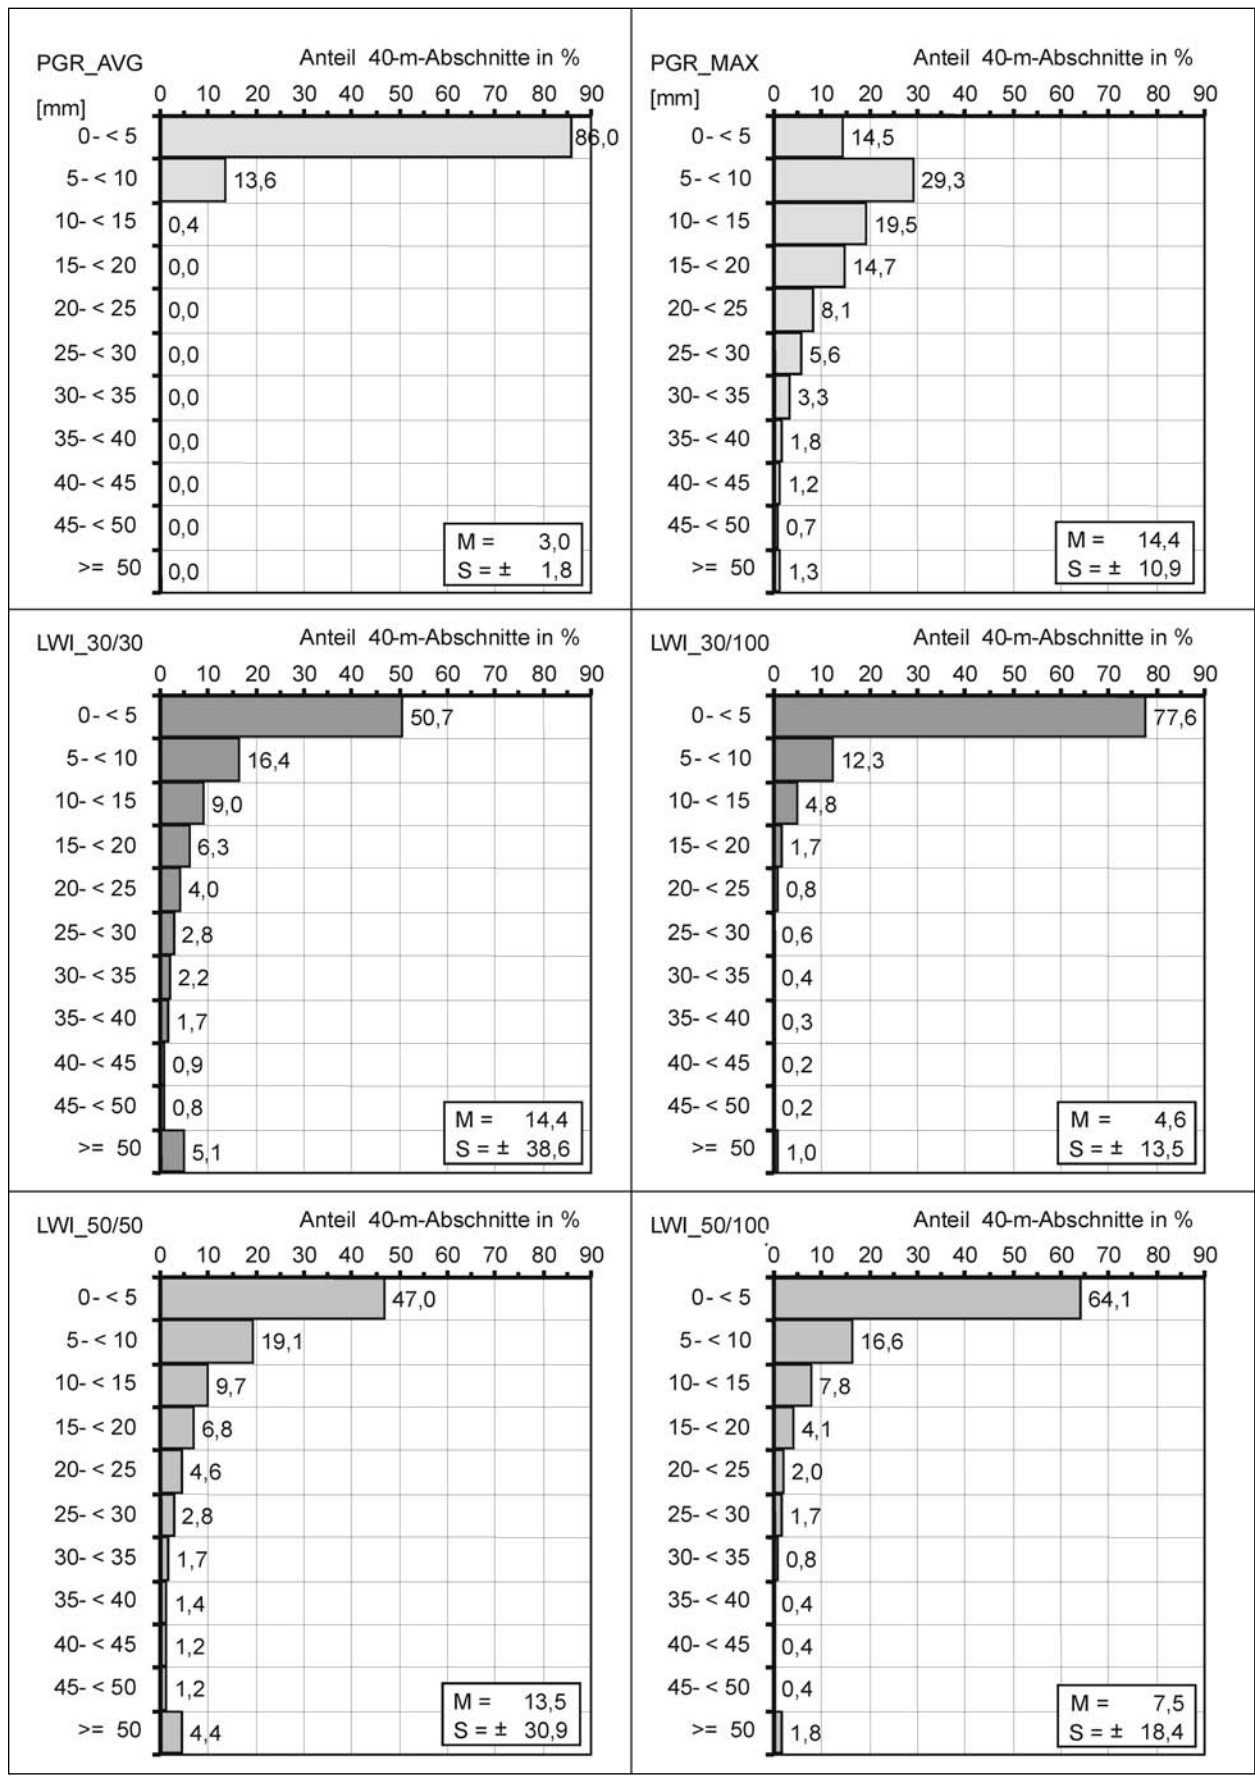 PGR_AVG Anteil 40-m-Abschnitte in %
[mm] 0 10 20 30 40 50 60 70 80 90
0- < 5 86,0
5- < 10 13,6
10- < 15 0,4
15- < 20 0,0
20- < 25 0,0
25- < 30 0,0
30- < 35 0,0
35- < 40 0,0
40- < 45 0,0
45- < 50 0,0
>= 50 0,0
M = 3,0
S = ± 1,8
PGR_MAX Anteil 40-m-Abschnitte in %
[mm] 0 10 20 30 40 50 60 70 80 90
0- < 5 14,5
5- < 10 29,3
10- < 15 19,5
15- < 20 14,7
20- < 25 8,1
25- < 30 5,6
30- < 35 3,3
35- < 40 1,8
40- < 45 1,2
45- < 50 0,7
>= 50 1,3
M = 14,4
S = ± 10,9
LWI_30/30 Anteil 40-m-Abschnitte in %
0 10 20 30 40 50 60 70 80 90
0- < 5 50,7
5- < 10 16,4
10- < 15 9,0
15- < 20 6,3
20- < 25 4,0
25- < 30 2,8
30- < 35 2,2
35- < 40 1,7
40- < 45 0,9
45- < 50 0,8
>= 50 5,1
M = 14,4
S = ± 38,6
LWI_30/100 Anteil 40-m-Abschnitte in %
0 10 20 30 40 50 60 70 80 90
0- < 5 77,6
5- < 10 12,3
10- < 15 4,8
15- < 20 1,7
20- < 25 0,8
25- < 30 0,6
30- < 35 0,4
35- < 40 0,3
40- < 45 0,2
45- < 50 0,2
>= 50 1,0
M = 4,6
S = ± 13,5
LWI_50/50 Anteil 40-m-Abschnitte in %
0 10 20 30 40 50 60 70 80 90
0- < 5 47,0
5- < 10 19,1
10- < 15 9,7
15- < 20 6,8
20- < 25 4,6
25- < 30 2,8
30- < 35 1,7
35- < 40 1,4
40- < 45 1,2
45- < 50 1,2
>= 50 4,4
M = 13,5
S = ± 30,9
LWI_50/100 Anteil 40-m-Abschnitte in %
0 10 20 30 40 50 60 70 80 90
0- < 5 64,1
5- < 10 16,6
10- < 15 7,8
15- < 20 4,1
20- < 25 2,0
25- < 30 1,7
30- < 35 0,8
35- < 40 0,4
40- < 45 0,4
45- < 50 0,4
>= 50 1,8
M = 7,5
S = ± 18,4